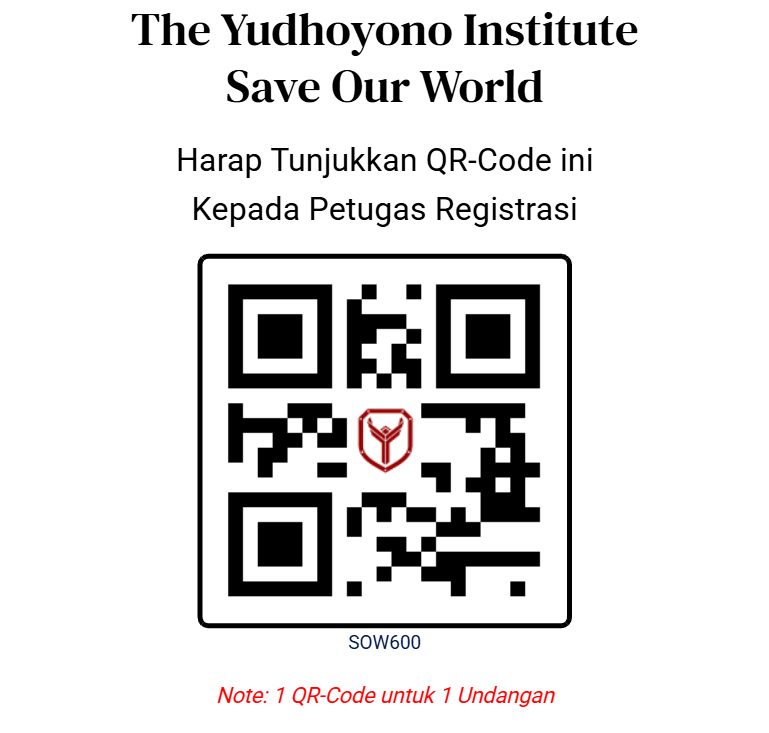 The Yudhoyono Institute
Save Our World
Harap Tunjukkan QR-Code ini
Kepada Petugas Registrasi
SOW600
Note: 1 QR-Code untuk 1 Undangan